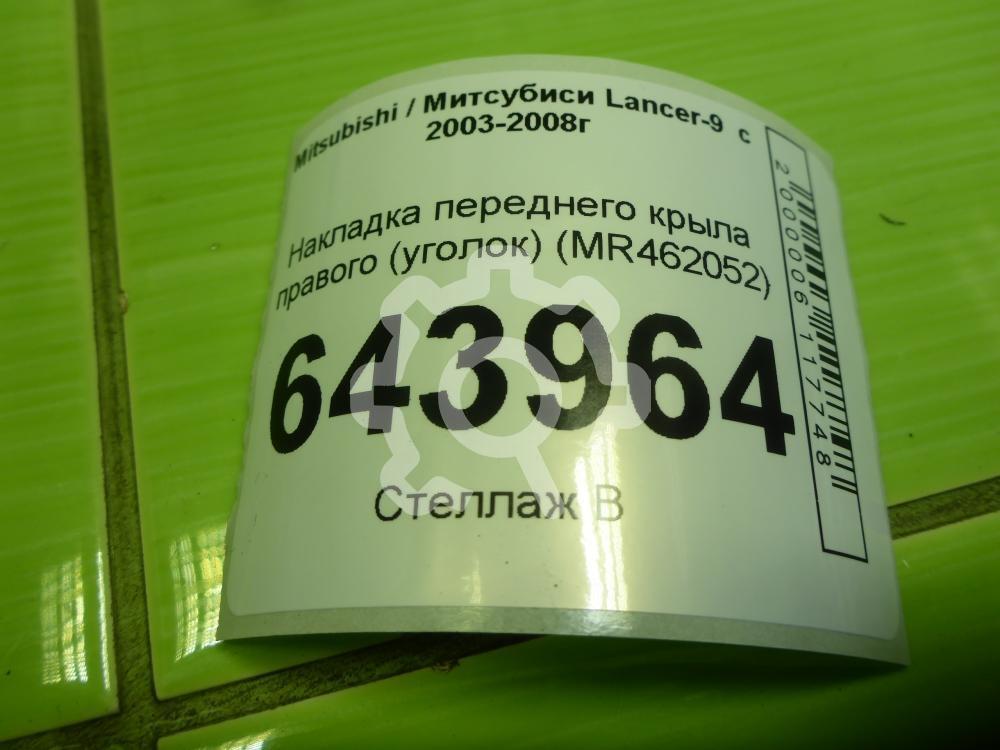 Mitsubishi / Митсубиси Lancer-9 с
2003-2008г
Накладка переднего крыла
правого (уголок) (MR462052)
643964
Стеллаж В
2000006117748